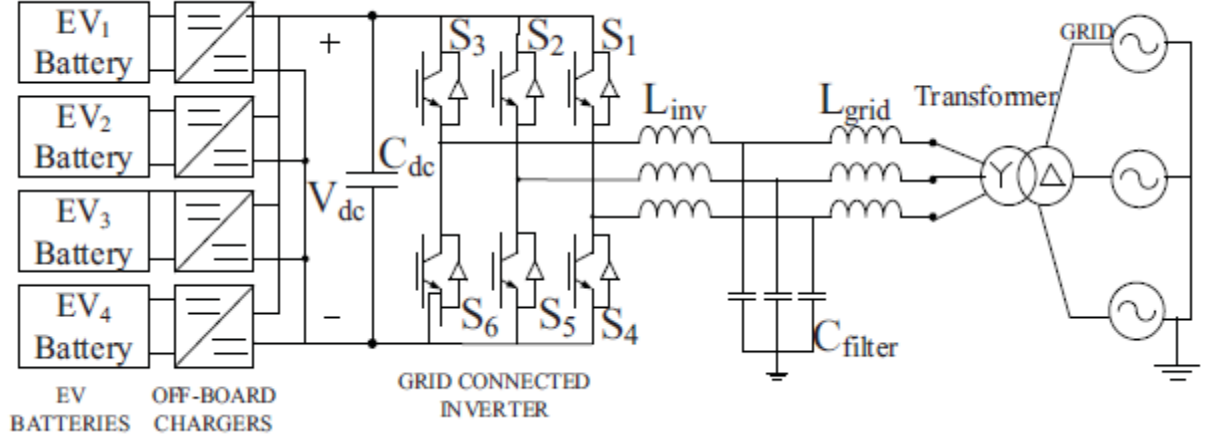 EV1
Battery
EV2
Battery
EV3
Battery
EV4
Battery
EV
BATTERIES
OFF-BOARD
CHARGERS
+
Vdc
−
Cdc
S3
S2
S1
S6
S5
S4
GRID CONNECTED
INVERTER
Linv
Lgrid
Cfilter
Transformer
Y
Δ
GRID